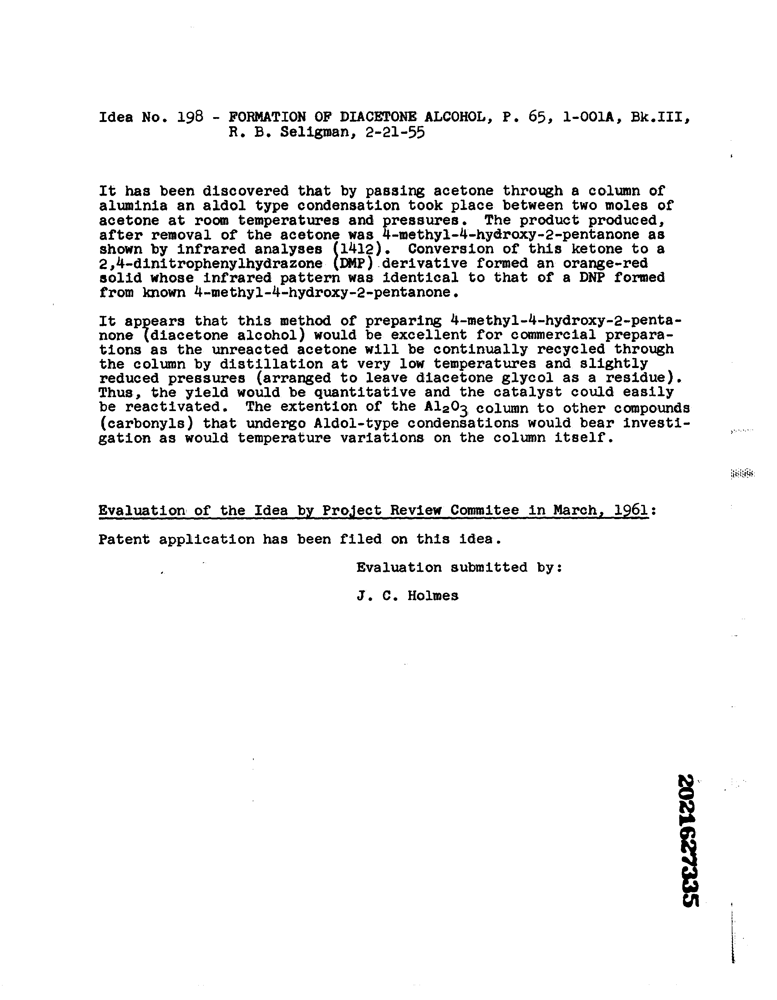 Idea No. 198 - FORMATION OF DIACETONE ALCOHOL, P. 65, 1-001A, Bk.III,
R. B. Seligman, 2-21-55
It has been discovered that by passing acetone through a column of
aluminia an aldol type condensation took place between two moles of
acetone at room temperatures and pressures. The product produced,
after removal of the acetone was 4-methyl-4-hydroxy-2-pentanone as
shown by infrared analyses (1412). Conversion of this ketone to a
2,4-dinitrophenylhydrazone (DMP) derivative formed an orange-red
solid whose infrared pattern was identical to that of a DNP formed
from known 4-methyl-4-hydroxy-2-pentanone.
It appears that this method of preparing 4-methyl-4-hydroxy-2-penta-
none (diacetone alcohol) would be excellent for commercial prepara-
tions as the unreacted acetone will be continually recycled through
the column by distillation at very low temperatures and slightly
reduced pressures (arranged to leave diacetone glycol as a residue).
Thus, the yield would be quantitative and the catalyst could easily
be reactivated. The extention of the Al₂O₃ column to other compounds
(carbonyls) that undergo Aldol-type condensations would bear investi-
gation as would temperature variations on the column itself.
Evaluation of the Idea by Project Review Commitee in March, 1961:
Patent application has been filed on this idea.
Evaluation submitted by:
J. C. Holmes
2021627335